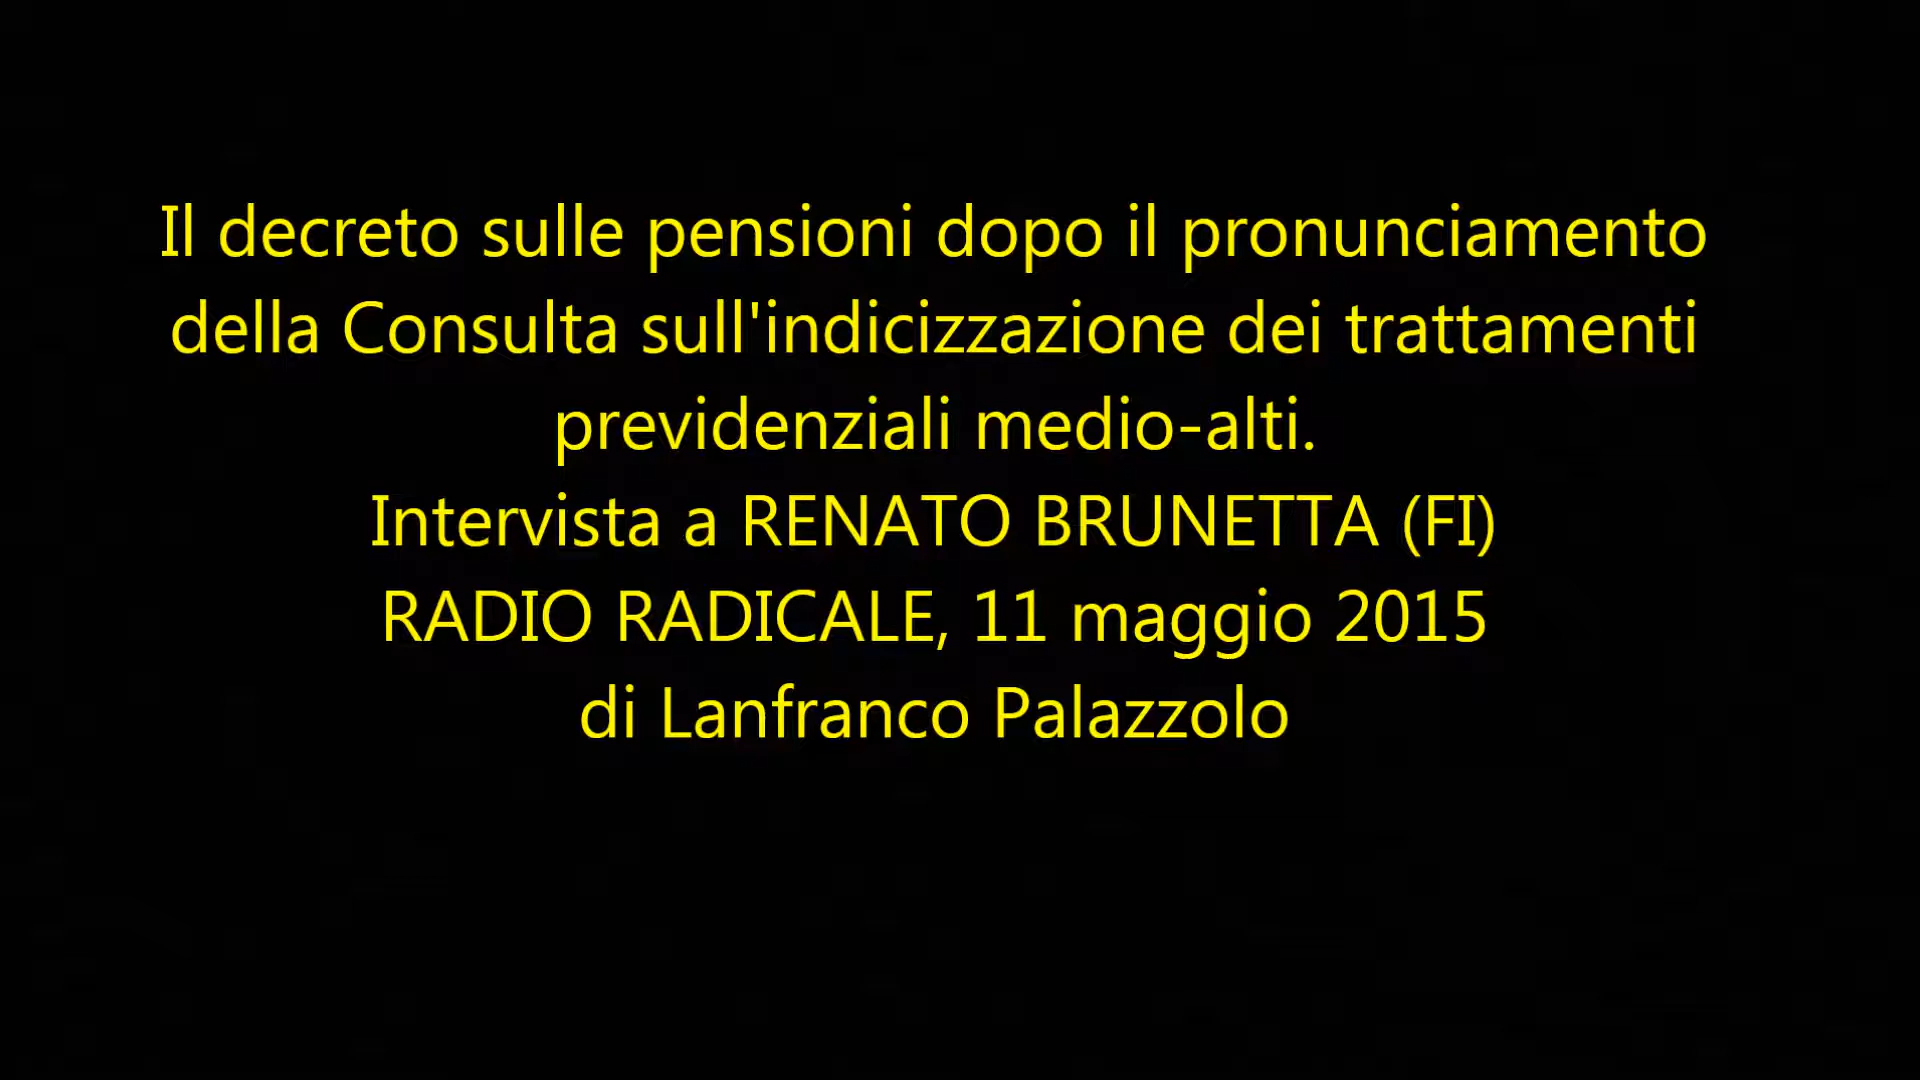 Il decreto sulle pensioni dopo il pronunciamento
della Consulta sull'indicizzazione dei trattamenti
previdenziali medio-alti.
Intervista a RENATO BRUNETTA (FI)
RADIO RADICALE, 11 maggio 2015
di Lanfranco Palazzolo